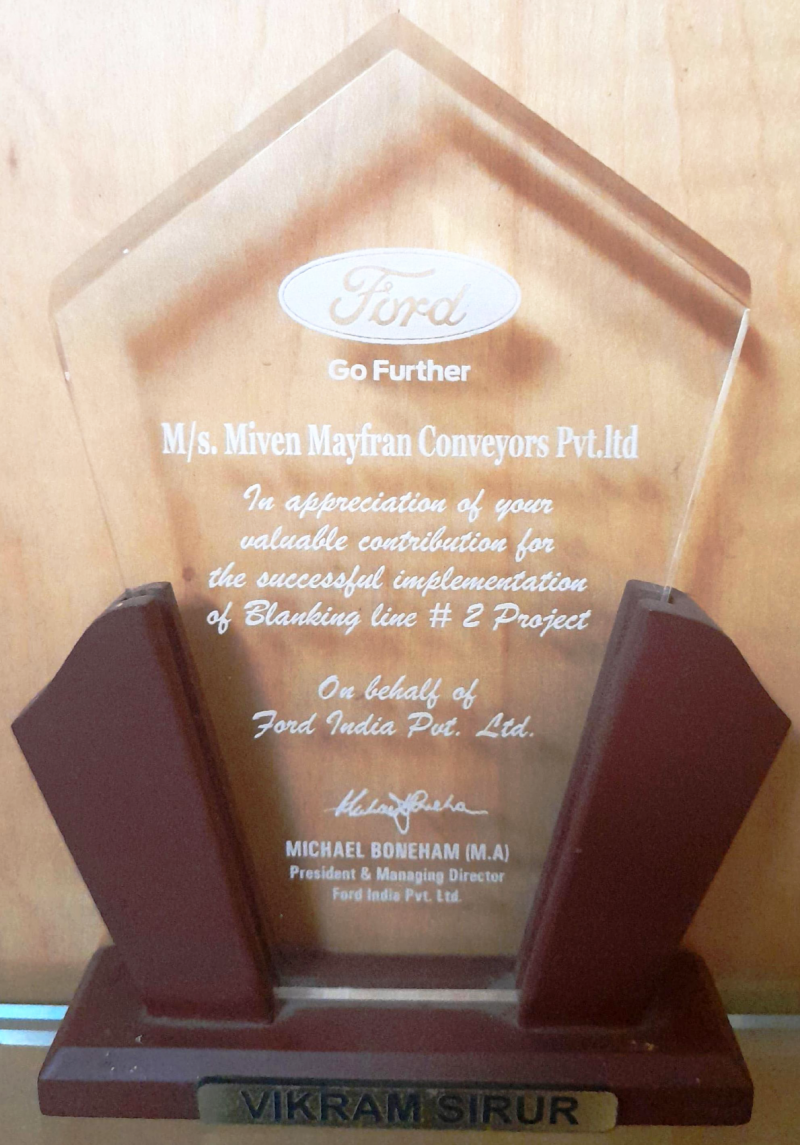 Ford
Go Further
M/s. Miven Mayfran Conveyors Pvt.ltd
In appreciation of your
valuable contribution for
the successful implementation
of Blanking line # 2 Project
On behalf of
Ford India Pvt. Ltd.
MICHAEL BONEHAM (M.A)
President & Managing Director
Ford India Pvt. Ltd.
VIKRAM SIRUR